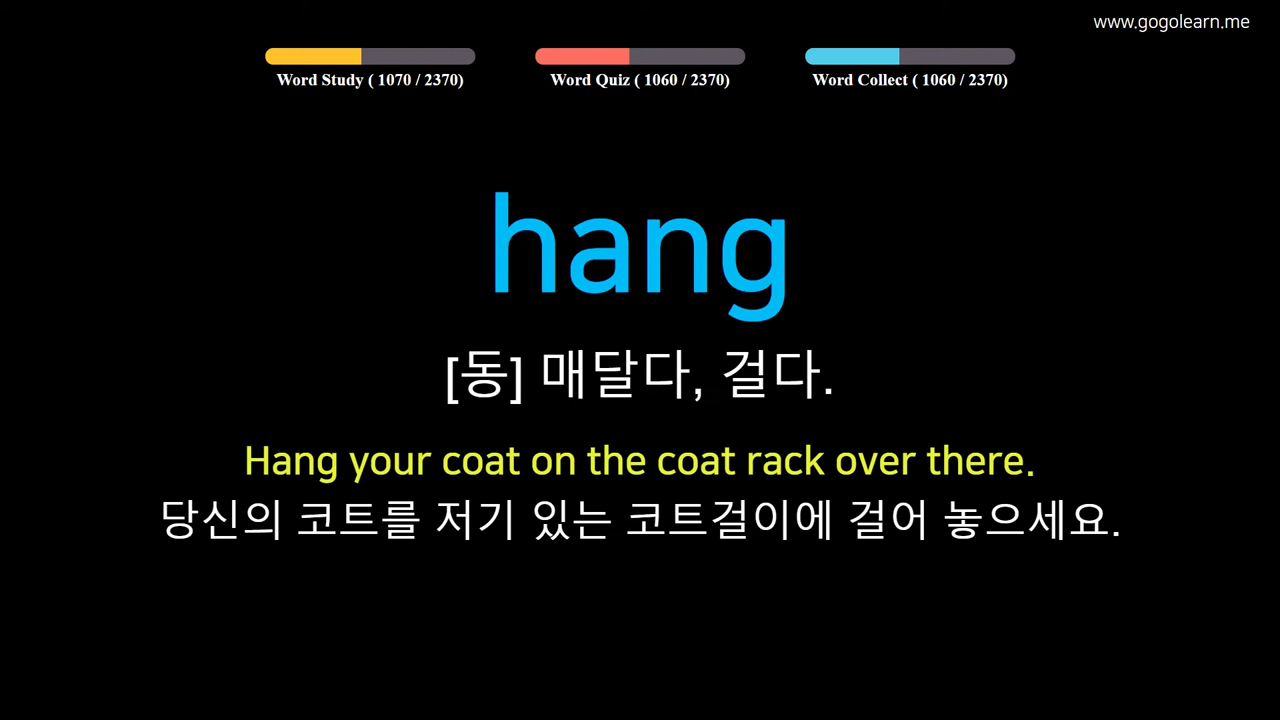 www.gogolearn.me
Word Study ( 1070 / 2370)
Word Quiz ( 1060 / 2370)
Word Collect ( 1060 / 2370)
hang
[동] 매달다, 걸다.
Hang your coat on the coat rack over there.
당신의 코트를 저기 있는 코트걸이에 걸어 놓으세요.